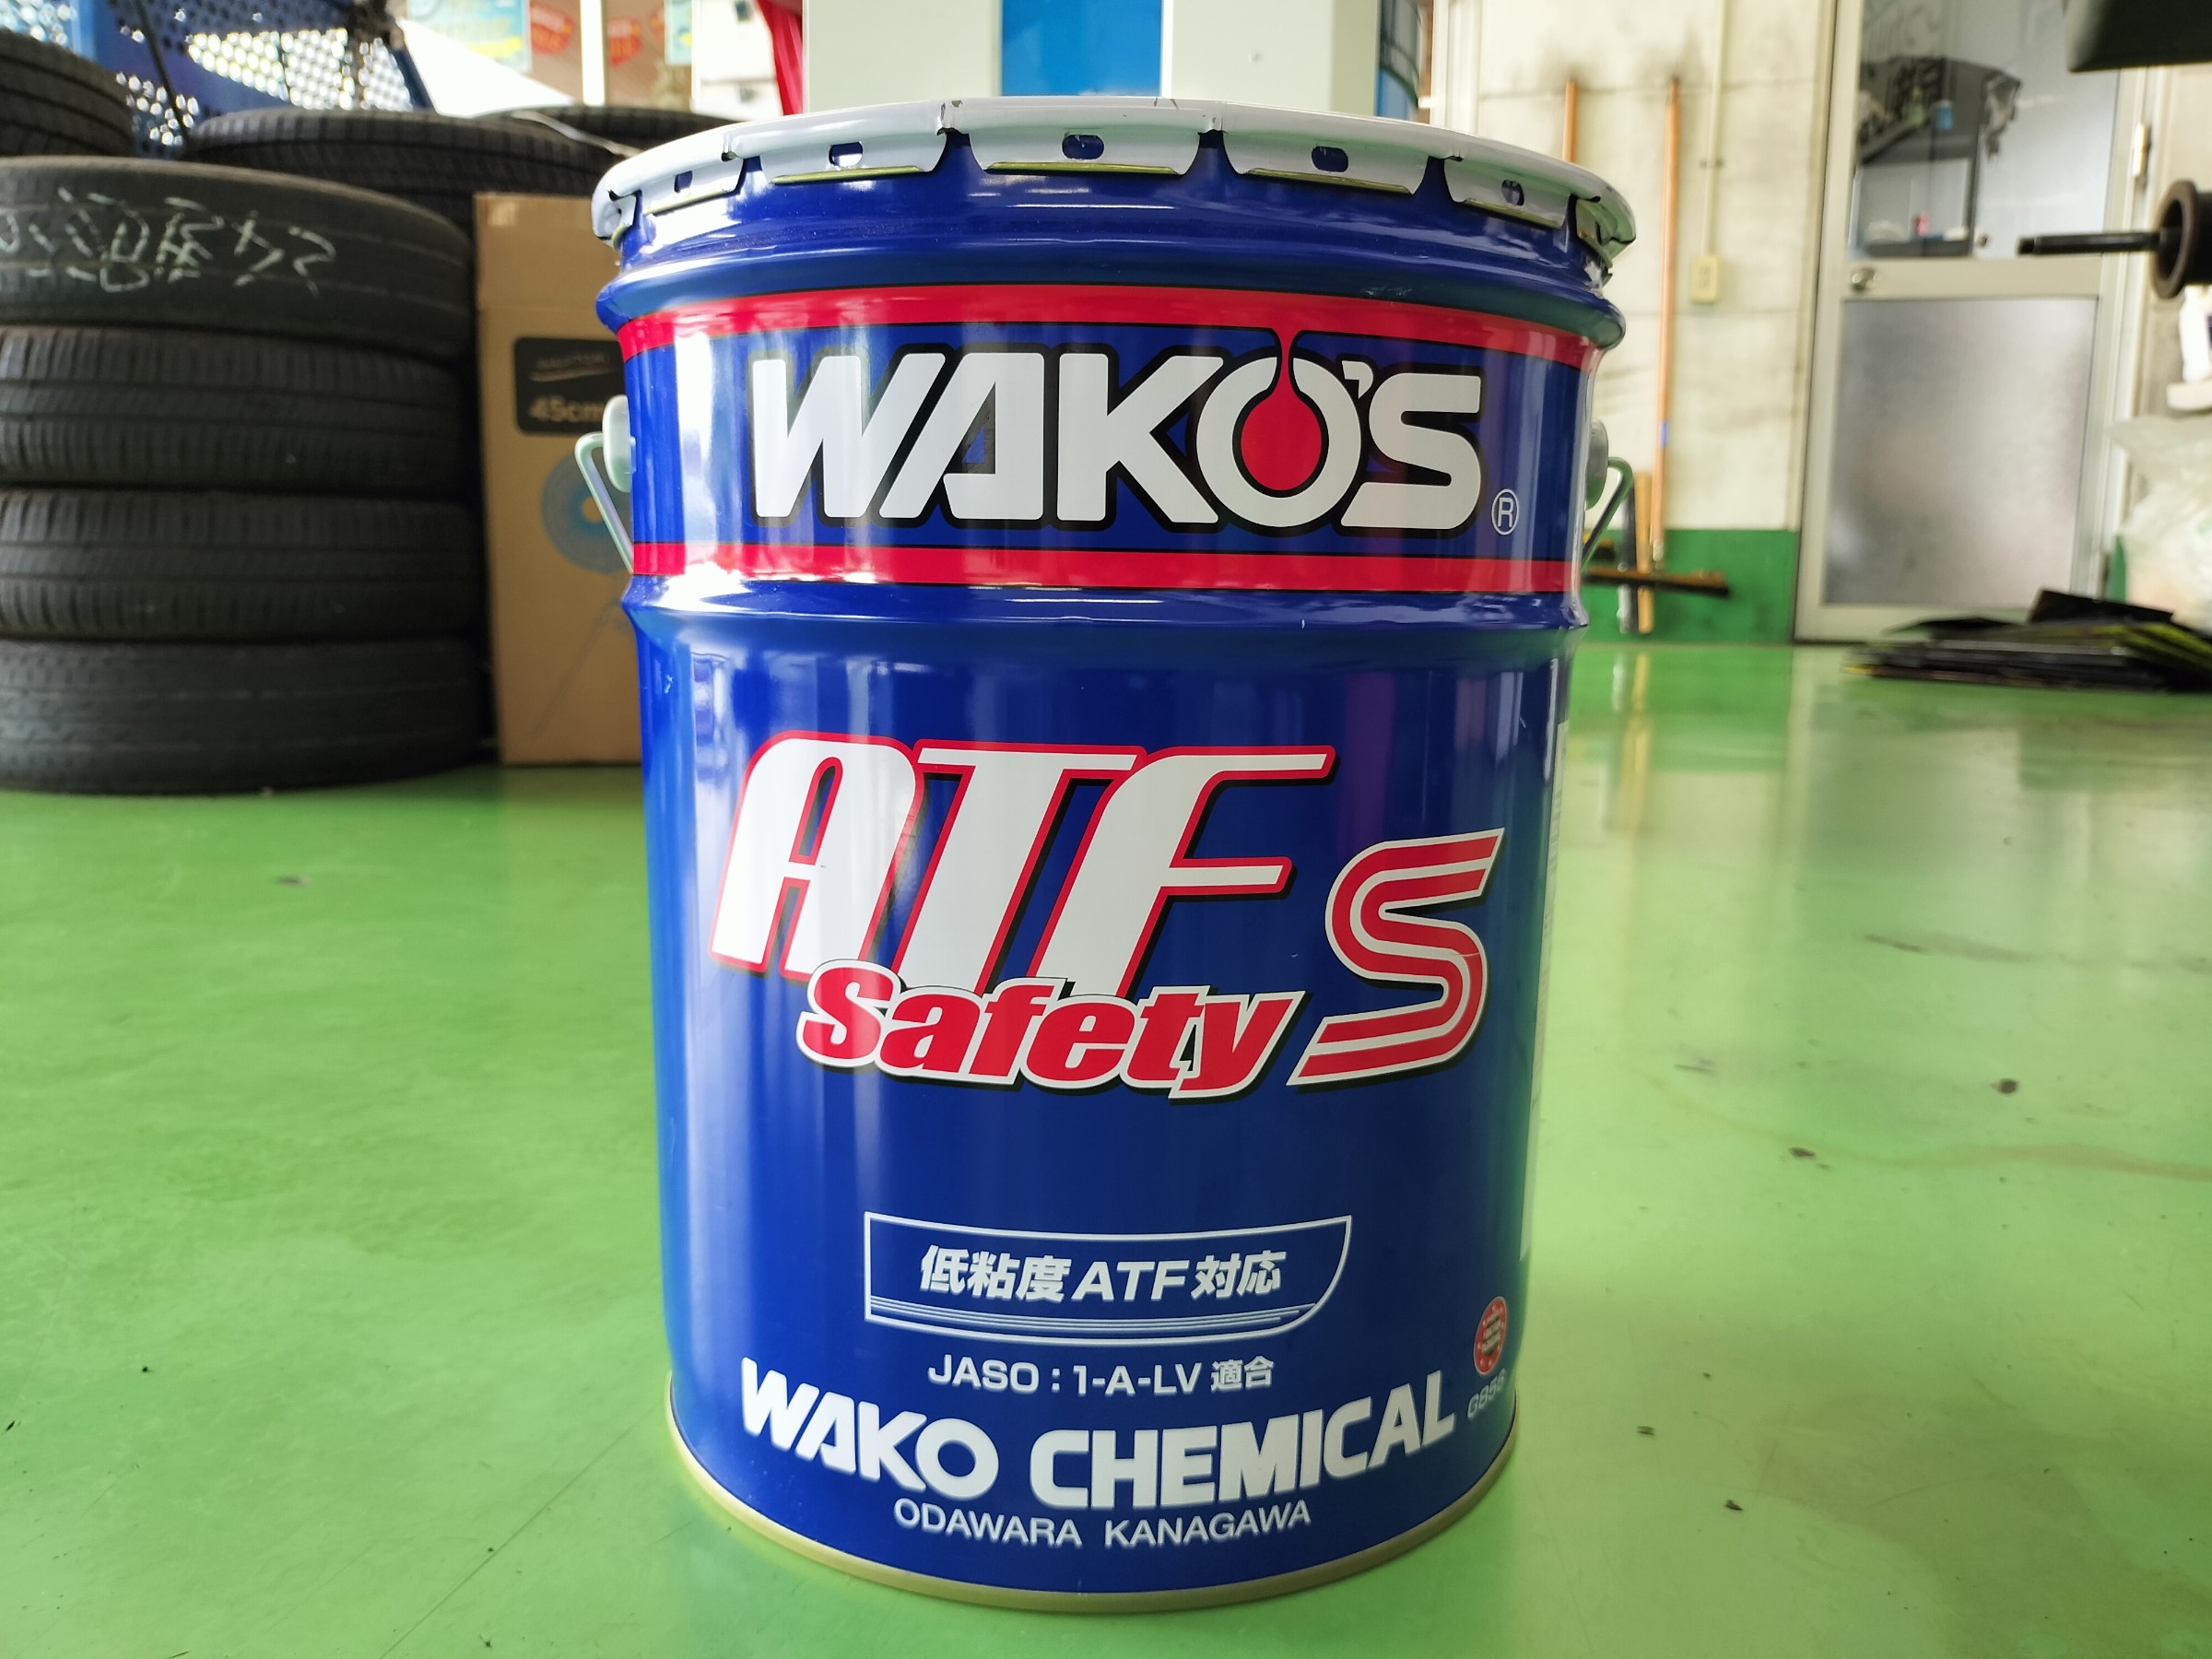 WAKO'S ®
ATF
Safety S
低粘度ATF対応
JASO：1-A-LV 適合
WAKO CHEMICAL
ODAWARA KANAGAWA
45cm